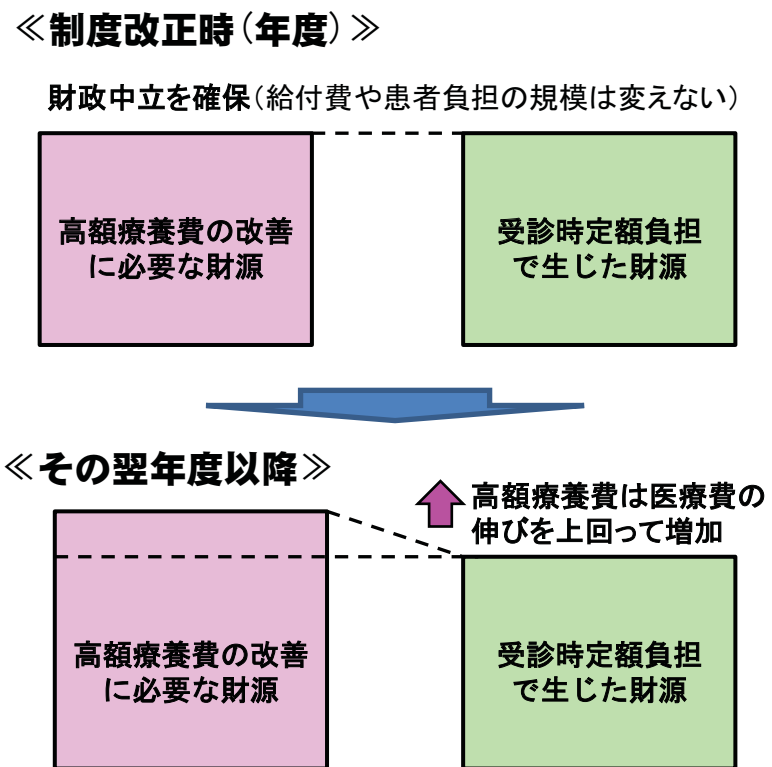 ≪制度改正時（年度）≫
財政中立を確保（給付費や患者負担の規模は変えない）
高額療養費の改善
に必要な財源
受診時定額負担
で生じた財源
≪その翌年度以降≫
高額療養費は医療費の
伸びを上回って増加
高額療養費の改善
に必要な財源
受診時定額負担
で生じた財源